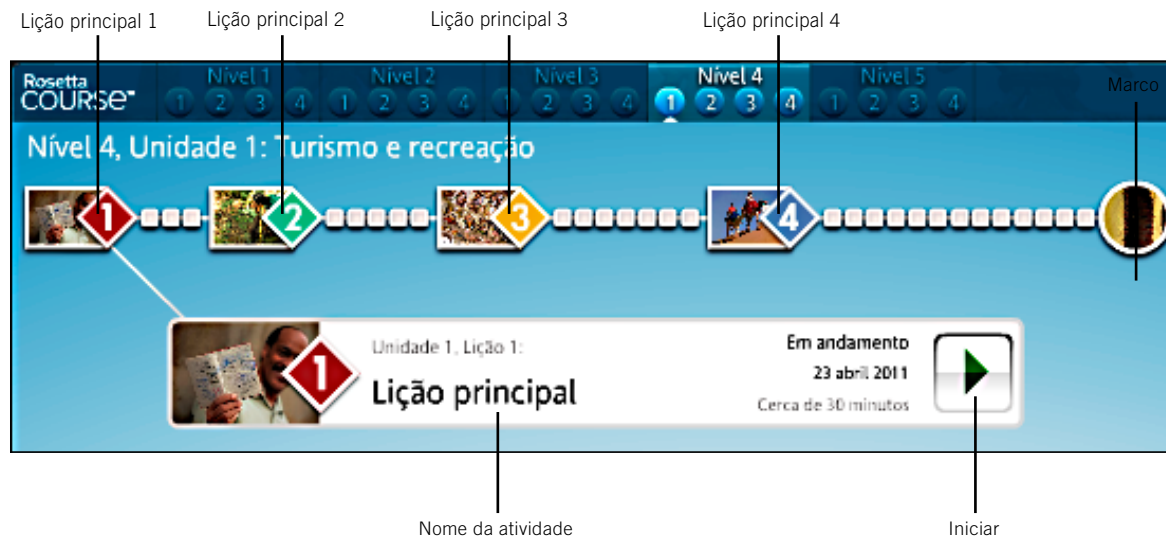 Lição principal 1 Lição principal 2 Lição principal 3 Lição principal 4
Rosetta
COURSE™
Nível 1 Nível 2 Nível 3 Nível 4 Nível 5
1 2 3 4 1 2 3 4 1 2 3 4 1 2 3 4 1 2 3 4
Marco
Nível 4, Unidade 1: Turismo e recreação
1 2 3 4
Unidade 1, Lição 1:
1 Lição principal
Em andamento
23 abril 2011
Cerca de 30 minutos
Nome da atividade Iniciar